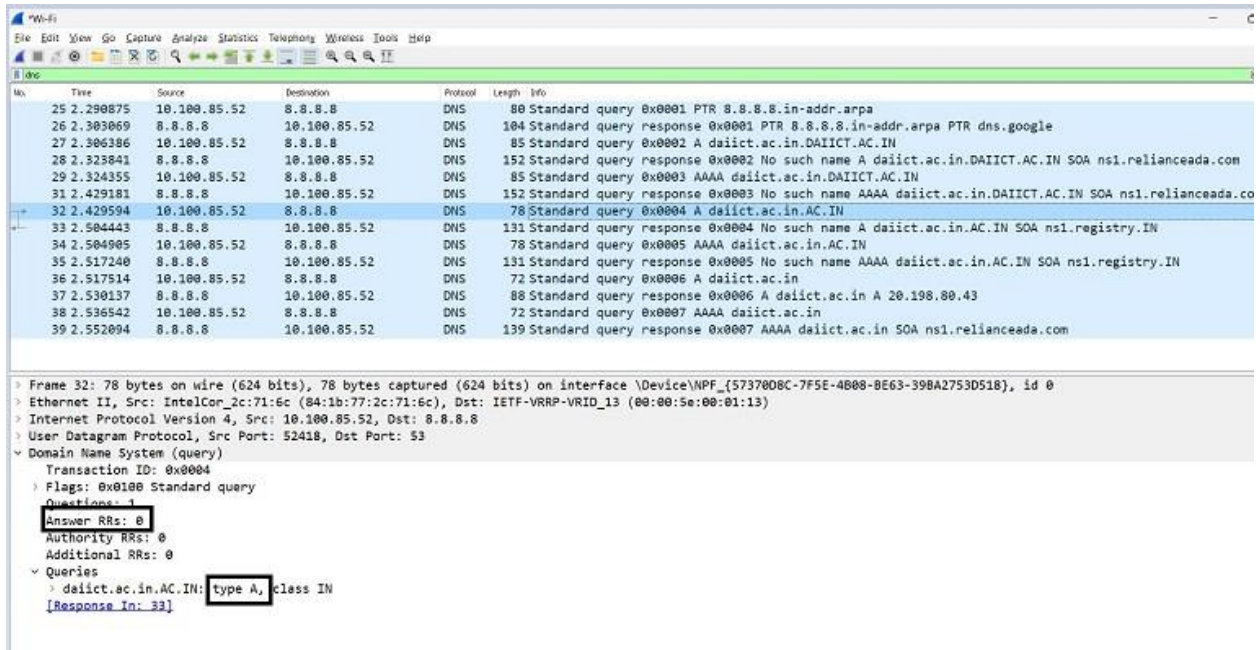 *Wi-Fi
File Edit View Go Capture Analyze Statistics Telephony Wireless Tools Help
dns
No. Time Source Destination Protocol Length Info
25 2.290875 10.100.85.52 8.8.8.8 DNS 80 Standard query 0x0001 PTR 8.8.8.8.in-addr.arpa
26 2.303069 8.8.8.8 10.100.85.52 DNS 104 Standard query response 0x0001 PTR 8.8.8.8.in-addr.arpa PTR dns.google
27 2.306386 10.100.85.52 8.8.8.8 DNS 85 Standard query 0x0002 A daiict.ac.in.DAIICT.AC.IN
28 2.323841 8.8.8.8 10.100.85.52 DNS 152 Standard query response 0x0002 No such name A daiict.ac.in.DAIICT.AC.IN SOA ns1.relianceada.com
29 2.324355 10.100.85.52 8.8.8.8 DNS 85 Standard query 0x0003 AAAA daiict.ac.in.DAIICT.AC.IN
31 2.429181 8.8.8.8 10.100.85.52 DNS 152 Standard query response 0x0003 No such name AAAA daiict.ac.in.DAIICT.AC.IN SOA ns1.relianceada.co
32 2.429594 10.100.85.52 8.8.8.8 DNS 78 Standard query 0x0004 A daiict.ac.in.AC.IN
33 2.504443 8.8.8.8 10.100.85.52 DNS 131 Standard query response 0x0004 No such name A daiict.ac.in.AC.IN SOA ns1.registry.IN
34 2.504905 10.100.85.52 8.8.8.8 DNS 78 Standard query 0x0005 AAAA daiict.ac.in.AC.IN
35 2.517240 8.8.8.8 10.100.85.52 DNS 131 Standard query response 0x0005 No such name AAAA daiict.ac.in.AC.IN SOA ns1.registry.IN
36 2.517514 10.100.85.52 8.8.8.8 DNS 72 Standard query 0x0006 A daiict.ac.in
37 2.530137 8.8.8.8 10.100.85.52 DNS 88 Standard query response 0x0006 A daiict.ac.in A 20.198.80.43
38 2.536542 10.100.85.52 8.8.8.8 DNS 72 Standard query 0x0007 AAAA daiict.ac.in
39 2.552094 8.8.8.8 10.100.85.52 DNS 139 Standard query response 0x0007 AAAA daiict.ac.in SOA ns1.relianceada.com
Frame 32: 78 bytes on wire (624 bits), 78 bytes captured (624 bits) on interface \Device\NPF_{57370D8C-7F5E-4B08-8E63-39BA2753D518}, id 0
Ethernet II, Src: IntelCor_2c:71:6c (84:1b:77:2c:71:6c), Dst: IETF-VRRP-VRID_13 (00:00:5e:00:01:13)
Internet Protocol Version 4, Src: 10.100.85.52, Dst: 8.8.8.8
User Datagram Protocol, Src Port: 52418, Dst Port: 53
Domain Name System (query)
Transaction ID: 0x0004
Flags: 0x0100 Standard query
Questions: 1
Answer RRs: 0
Authority RRs: 0
Additional RRs: 0
Queries
daiict.ac.in.AC.IN: type A, class IN
[Response In: 33]